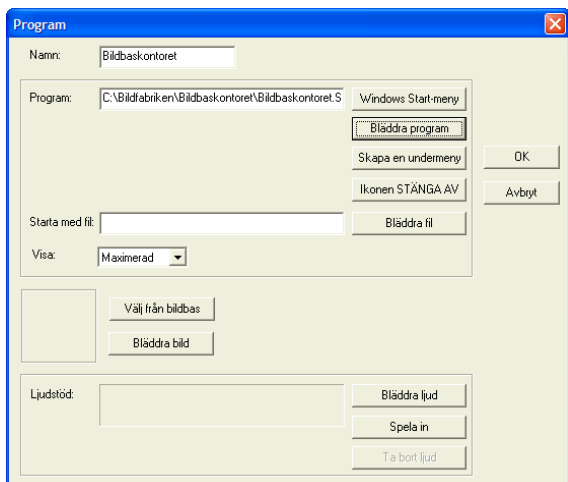 Program
Namn: Bildbaskontoret
Program: C:\Bildfabriken\Bildbaskontoret\Bildbaskontoret.S Windows Start-meny
Bläddra program
Skapa en undermeny OK
Ikonen STÄNGA AV Avbryt
Starta med fil: Bläddra fil
Visa: Maximerad
Välj från bildbas
Bläddra bild
Ljudstöd: Bläddra ljud
Spela in
Ta bort ljud